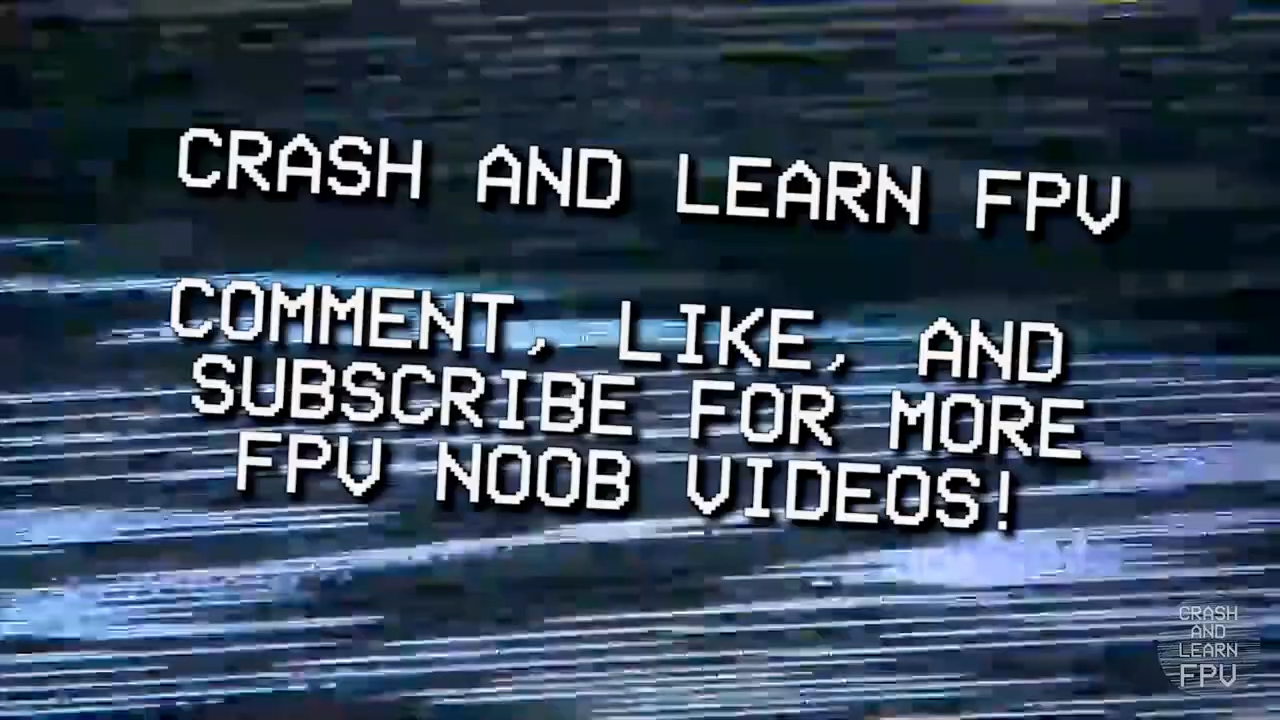 CRASH AND LEARN FPV
COMMENT, LIKE, AND
SUBSCRIBE FOR MORE
FPV NOOB VIDEOS!
CRASH
AND
LEARN
FPV